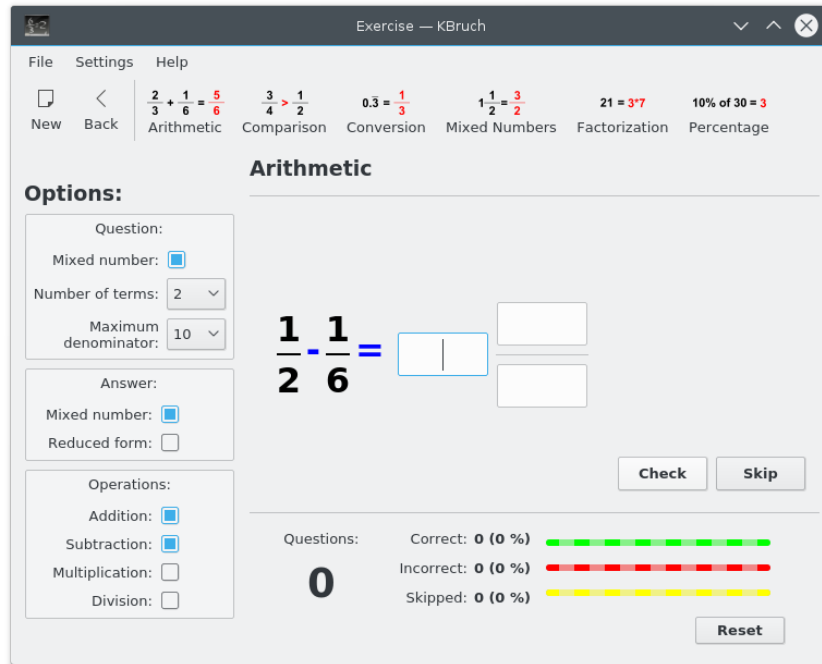 Exercise — KBruch
File Settings Help
New
Back
2/3 + 1/6 = 5/6
Arithmetic
3/4 > 1/2
Comparison
0.3̅ = 1/3
Conversion
1 1/2 = 3/2
Mixed Numbers
21 = 3*7
Factorization
10% of 30 = 3
Percentage
Options:
Question:
Mixed number:
Number of terms: 2
Maximum
denominator: 10
Answer:
Mixed number:
Reduced form:
Operations:
Addition:
Subtraction:
Multiplication:
Division:
Arithmetic
1/2 - 1/6 =
Check Skip
Questions:
0
Correct: 0 (0 %)
Incorrect: 0 (0 %)
Skipped: 0 (0 %)
Reset